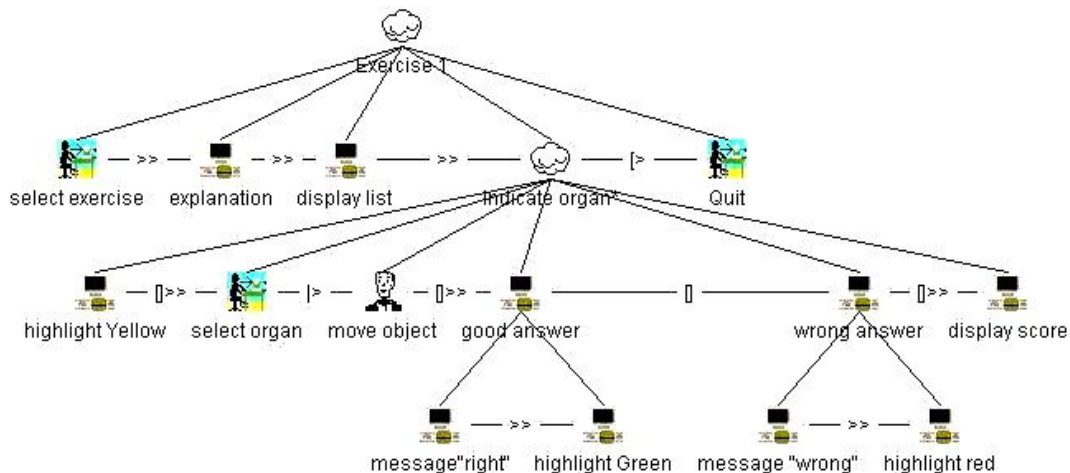 Exercise 1
>> >> >> [>
select exercise explanation display list Indicate organ* Quit
[]>> |> []>> [] []>>
highlight Yellow select organ move object good answer wrong answer display score
>> >>
message"right" highlight Green message "wrong" highlight red